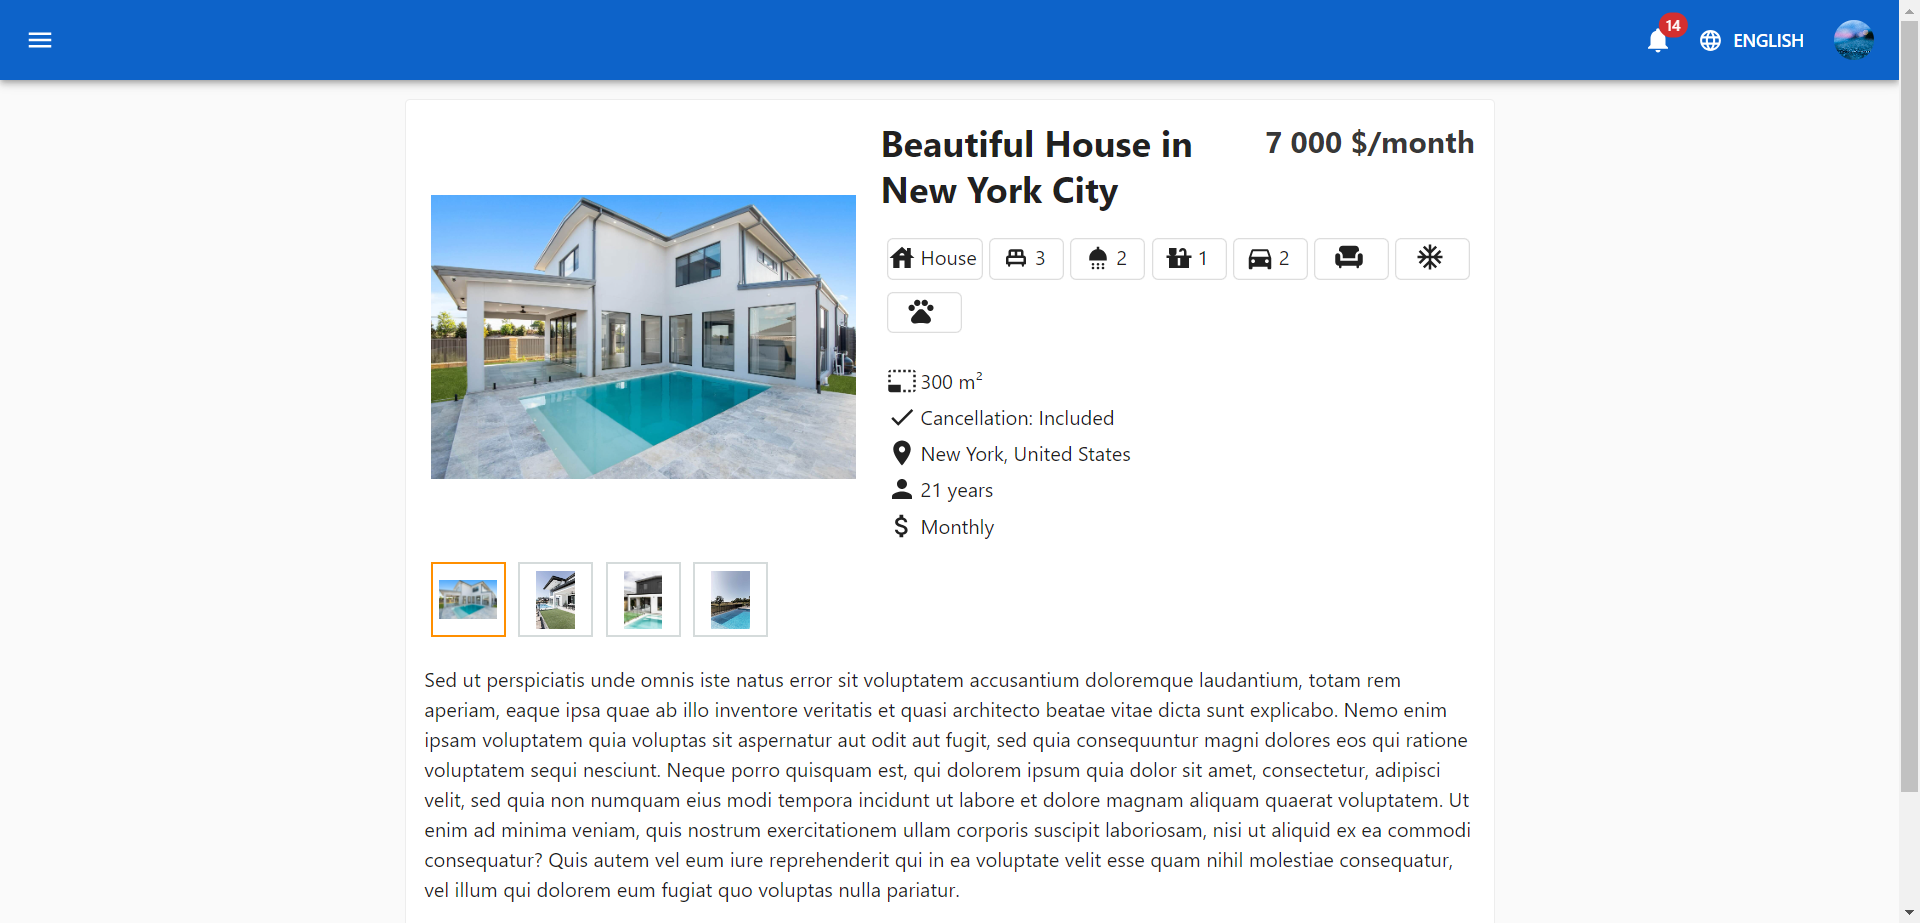 14
ENGLISH
Beautiful House in
New York City
7 000 $/month
House
3
2
1
2
300 m²
Cancellation: Included
New York, United States
21 years
Monthly
Sed ut perspiciatis unde omnis iste natus error sit voluptatem accusantium doloremque laudantium, totam rem
aperiam, eaque ipsa quae ab illo inventore veritatis et quasi architecto beatae vitae dicta sunt explicabo. Nemo enim
ipsam voluptatem quia voluptas sit aspernatur aut odit aut fugit, sed quia consequuntur magni dolores eos qui ratione
voluptatem sequi nesciunt. Neque porro quisquam est, qui dolorem ipsum quia dolor sit amet, consectetur, adipisci
velit, sed quia non numquam eius modi tempora incidunt ut labore et dolore magnam aliquam quaerat voluptatem. Ut
enim ad minima veniam, quis nostrum exercitationem ullam corporis suscipit laboriosam, nisi ut aliquid ex ea commodi
consequatur? Quis autem vel eum iure reprehenderit qui in ea voluptate velit esse quam nihil molestiae consequatur,
vel illum qui dolorem eum fugiat quo voluptas nulla pariatur.